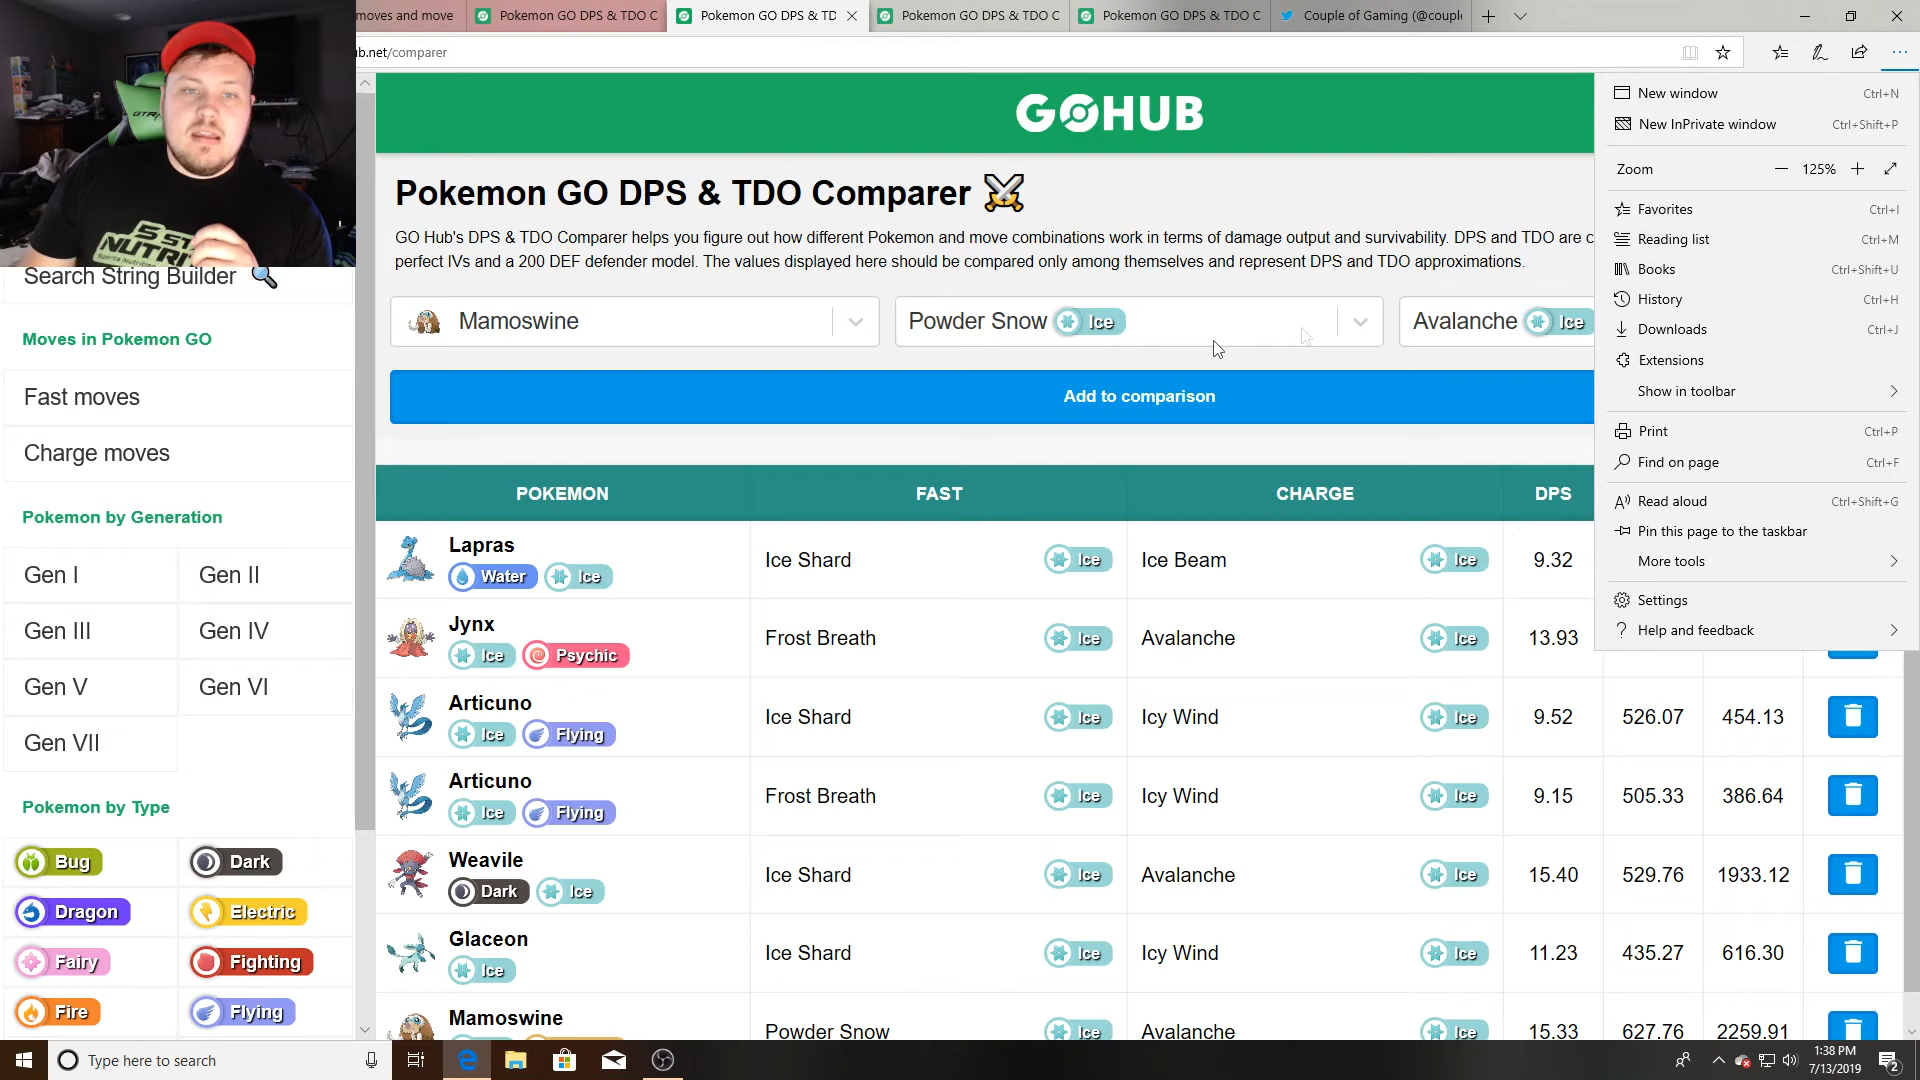 moves and move
Pokemon GO DPS & TDO C
Pokemon GO DPS & TD
Pokemon GO DPS & TDO C
Pokemon GO DPS & TDO C
Couple of Gaming (@coupl
b.net/comparer
GOHUB
Pokemon GO DPS & TDO Comparer
GO Hub's DPS & TDO Comparer helps you figure out how different Pokemon and move combinations work in terms of damage output and survivability. DPS and TDO are c
perfect IVs and a 200 DEF defender model. The values displayed here should be compared only among themselves and represent DPS and TDO approximations.
Mamoswine
Powder Snow Ice
Avalanche Ice
Add to comparison
POKEMON FAST CHARGE DPS
Lapras
Water Ice
Ice Shard Ice
Ice Beam Ice
9.32
Jynx
Ice Psychic
Frost Breath Ice
Avalanche Ice
13.93
Articuno
Ice Flying
Ice Shard Ice
Icy Wind Ice
9.52 526.07 454.13
Articuno
Ice Flying
Frost Breath Ice
Icy Wind Ice
9.15 505.33 386.64
Weavile
Dark Ice
Ice Shard Ice
Avalanche Ice
15.40 529.76 1933.12
Glaceon
Ice
Ice Shard Ice
Icy Wind Ice
11.23 435.27 616.30
Mamoswine
Powder Snow Ice
Avalanche Ice
15.33 627.76 2259.91
New window Ctrl+N
New InPrivate window Ctrl+Shift+P
Zoom 125%
Favorites Ctrl+I
Reading list Ctrl+M
Books Ctrl+Shift+U
History Ctrl+H
Downloads Ctrl+J
Extensions
Show in toolbar
Print Ctrl+P
Find on page Ctrl+F
Read aloud Ctrl+Shift+G
Pin this page to the taskbar
More tools
Settings
Help and feedback
Search String Builder
Moves in Pokemon GO
Fast moves
Charge moves
Pokemon by Generation
Gen I Gen II
Gen III Gen IV
Gen V Gen VI
Gen VII
Pokemon by Type
Bug Dark
Dragon Electric
Fairy Fighting
Fire Flying
Type here to search
1:38 PM
7/13/2019
2